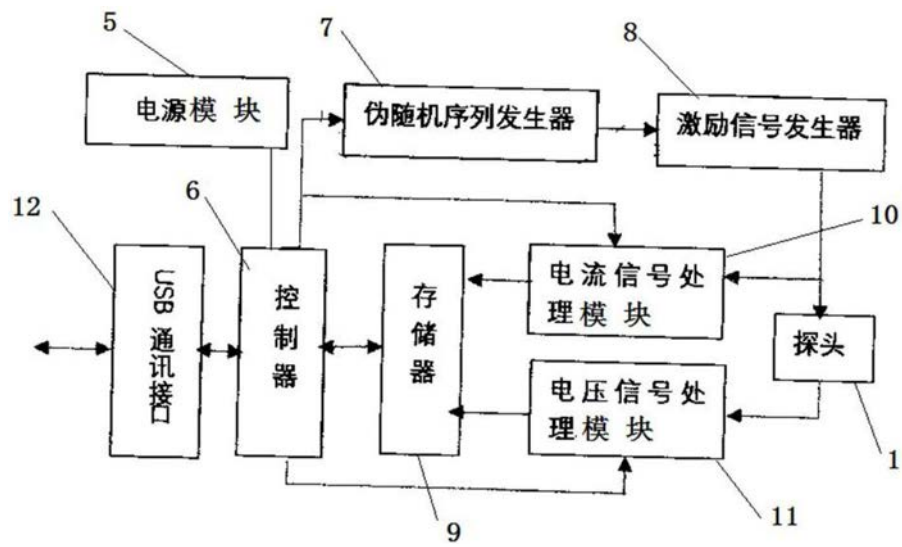 5
7
8
电源模 块
伪随机序列发生器
激励信号发生器
12
6
10
USB 通讯接口
控制器
存储器
电流信号处
理模 块
探头
电压信号处
理模 块
1
9
11